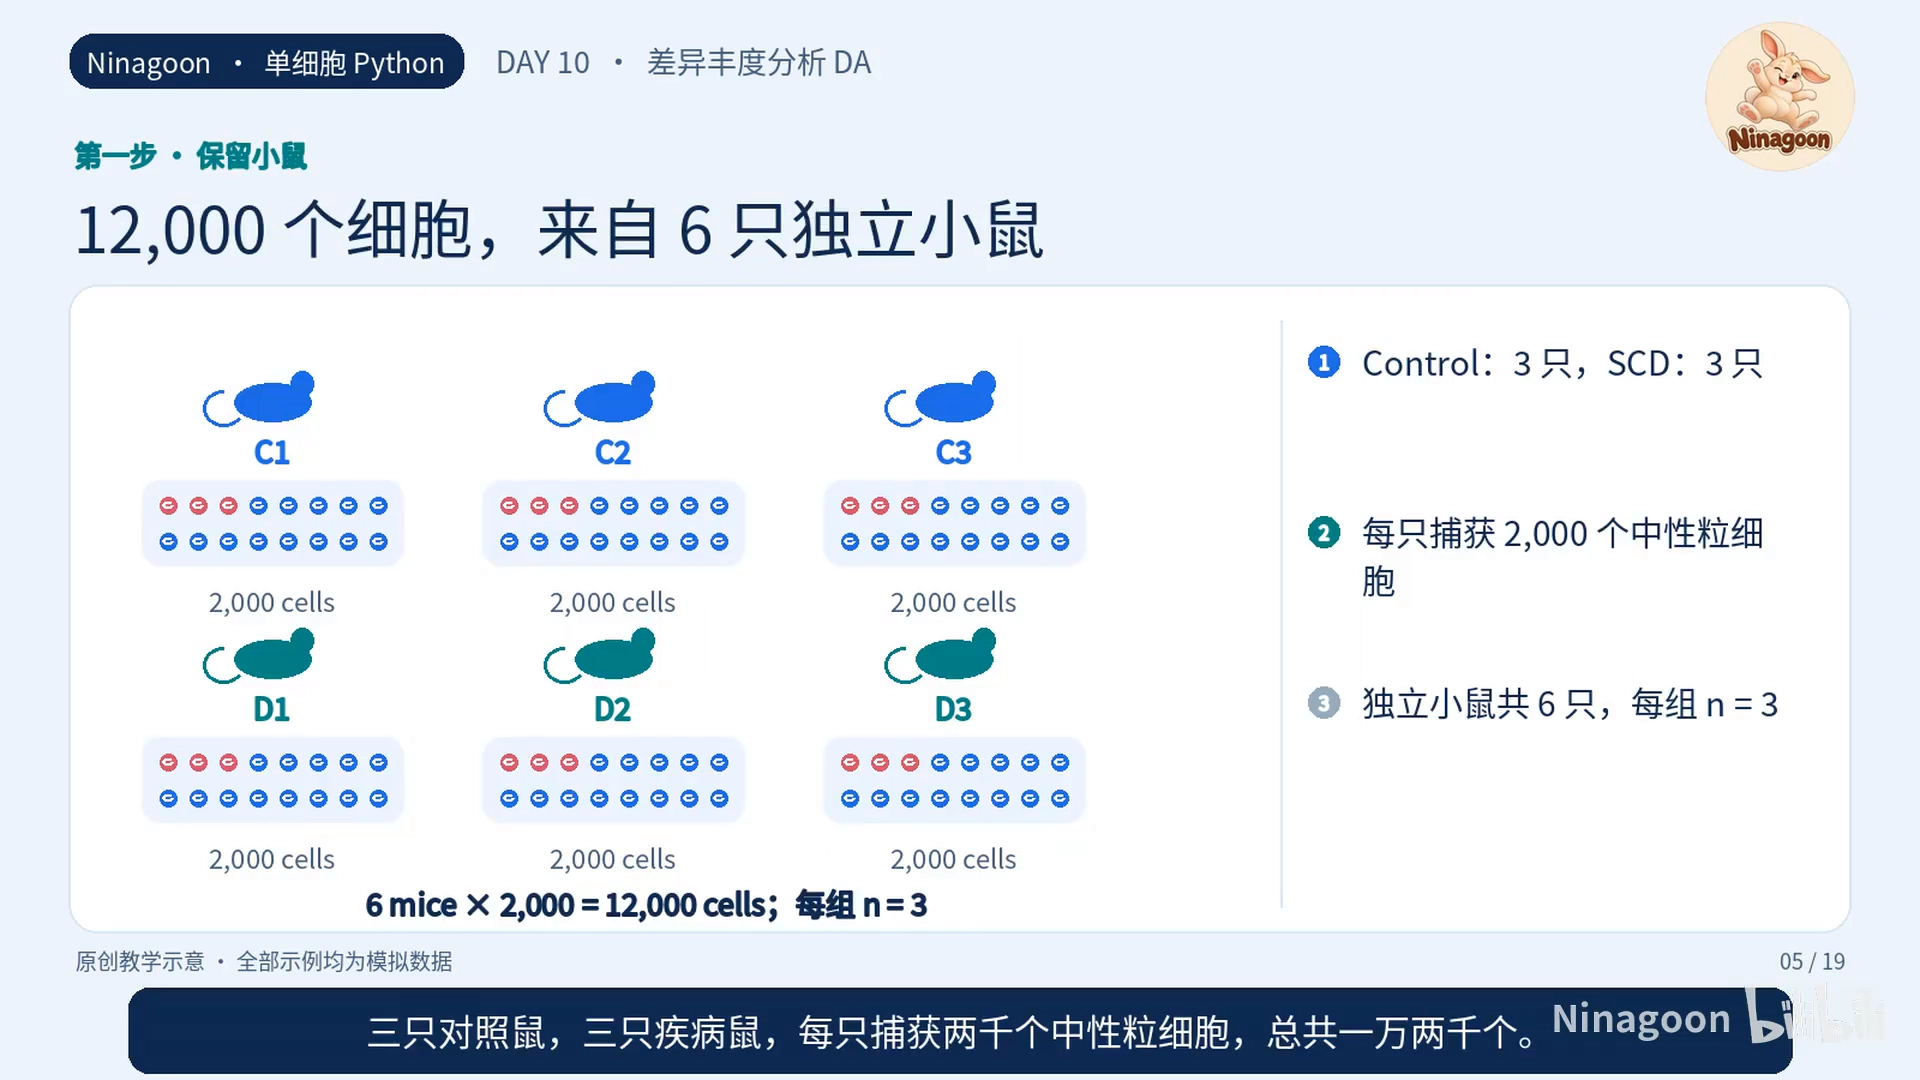 Ninagoon · 单细胞 Python
DAY 10 · 差异丰度分析 DA
Ninagoon
第一步 · 保留小鼠
12,000 个细胞，来自 6 只独立小鼠
C1
C2
C3
2,000 cells
2,000 cells
2,000 cells
D1
D2
D3
2,000 cells
2,000 cells
2,000 cells
6 mice × 2,000 = 12,000 cells；每组 n = 3
1 Control：3 只，SCD：3 只
2 每只捕获 2,000 个中性粒细
胞
3 独立小鼠共 6 只，每组 n = 3
原创教学示意 · 全部示例均为模拟数据
05 / 19
三只对照鼠，三只疾病鼠，每只捕获两千个中性粒细胞，总共一万两千个。
Ninagoon bilibili